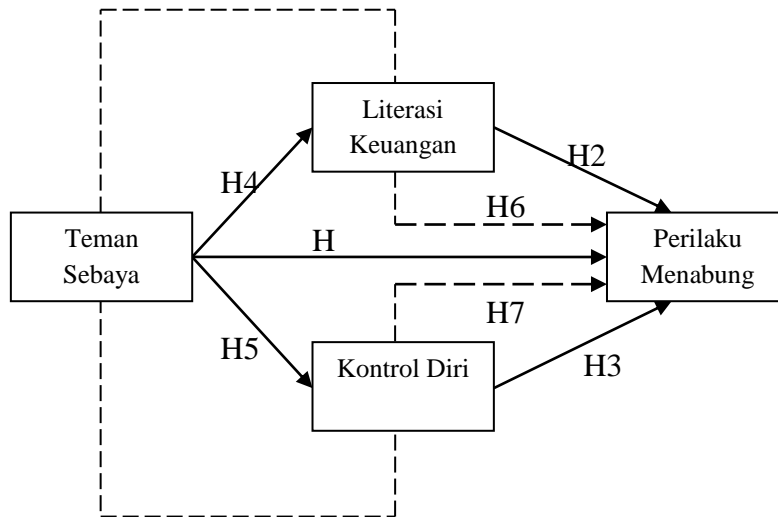 Literasi
Keuangan
H2
H4
H6
Teman
Sebaya
H
Perilaku
Menabung
H7
H5
Kontrol Diri
H3